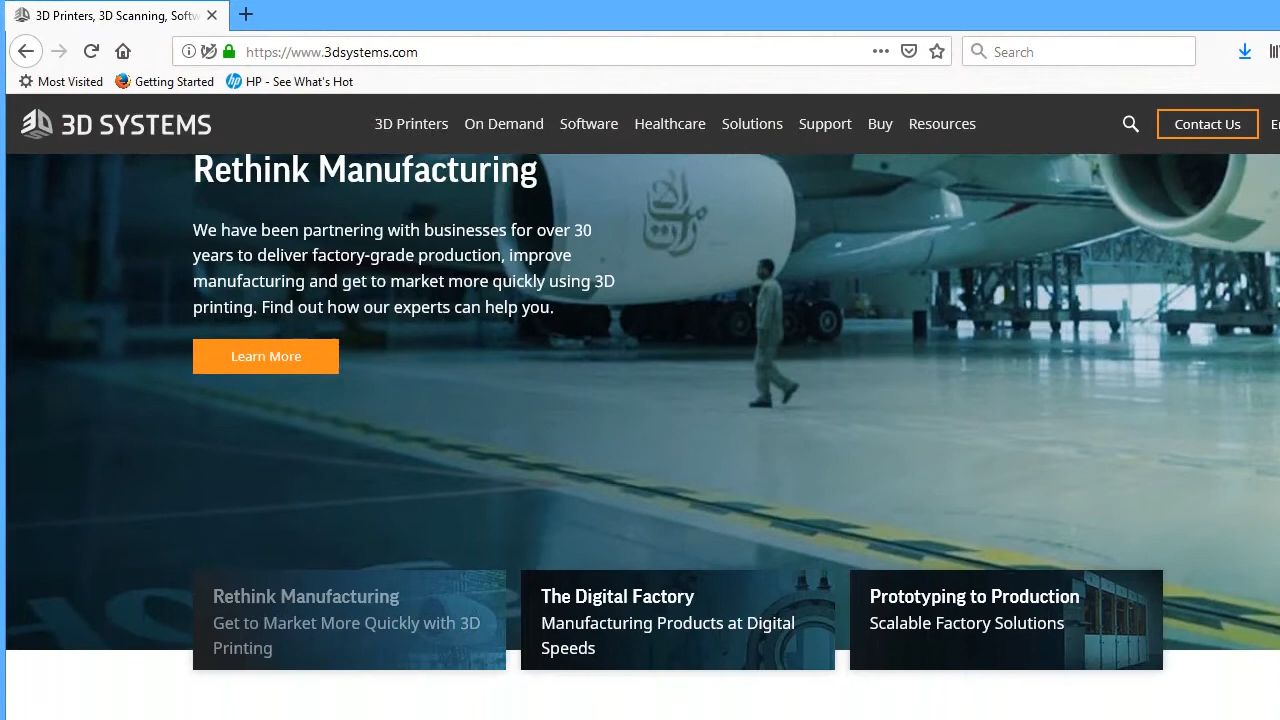 3D Printers, 3D Scanning, Softw
https://www.3dsystems.com
Search
Most Visited
Getting Started
HP - See What's Hot
3D SYSTEMS
3D Printers
On Demand
Software
Healthcare
Solutions
Support
Buy
Resources
Contact Us
Rethink Manufacturing
We have been partnering with businesses for over 30
years to deliver factory-grade production, improve
manufacturing and get to market more quickly using 3D
printing. Find out how our experts can help you.
Learn More
Rethink Manufacturing
Get to Market More Quickly with 3D
Printing
The Digital Factory
Manufacturing Products at Digital
Speeds
Prototyping to Production
Scalable Factory Solutions